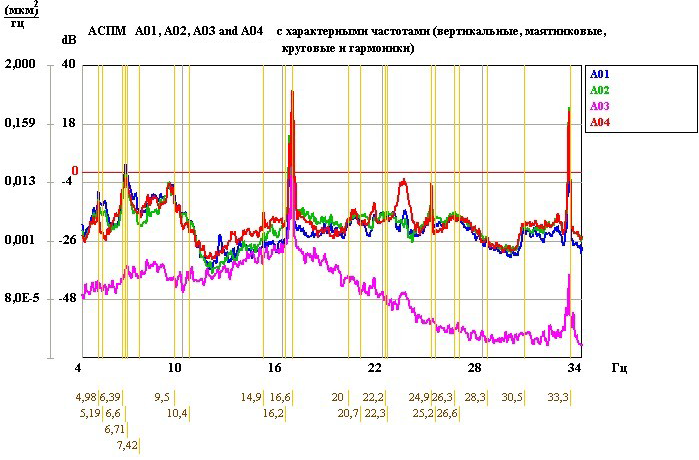 (мкм²)
гц
dB
АСПМ A01, A02, A03 and A04 с характерными частотами (вертикальные, маятниковые,
круговые и гармоники)
2,000 40
A01
A02
A03
A04
0,159 18
0
0,013 -4
0,001 -26
8,0E-5 -48
4 10 16 22 28 34 Гц
4,98 6,39 9,5 14,9 16,6 20 22,2 24,9 26,3 28,3 30,5 33,3
5,19 6,6 10,4 16,2 20,7 22,3 25,2 26,6
6,71
7,42